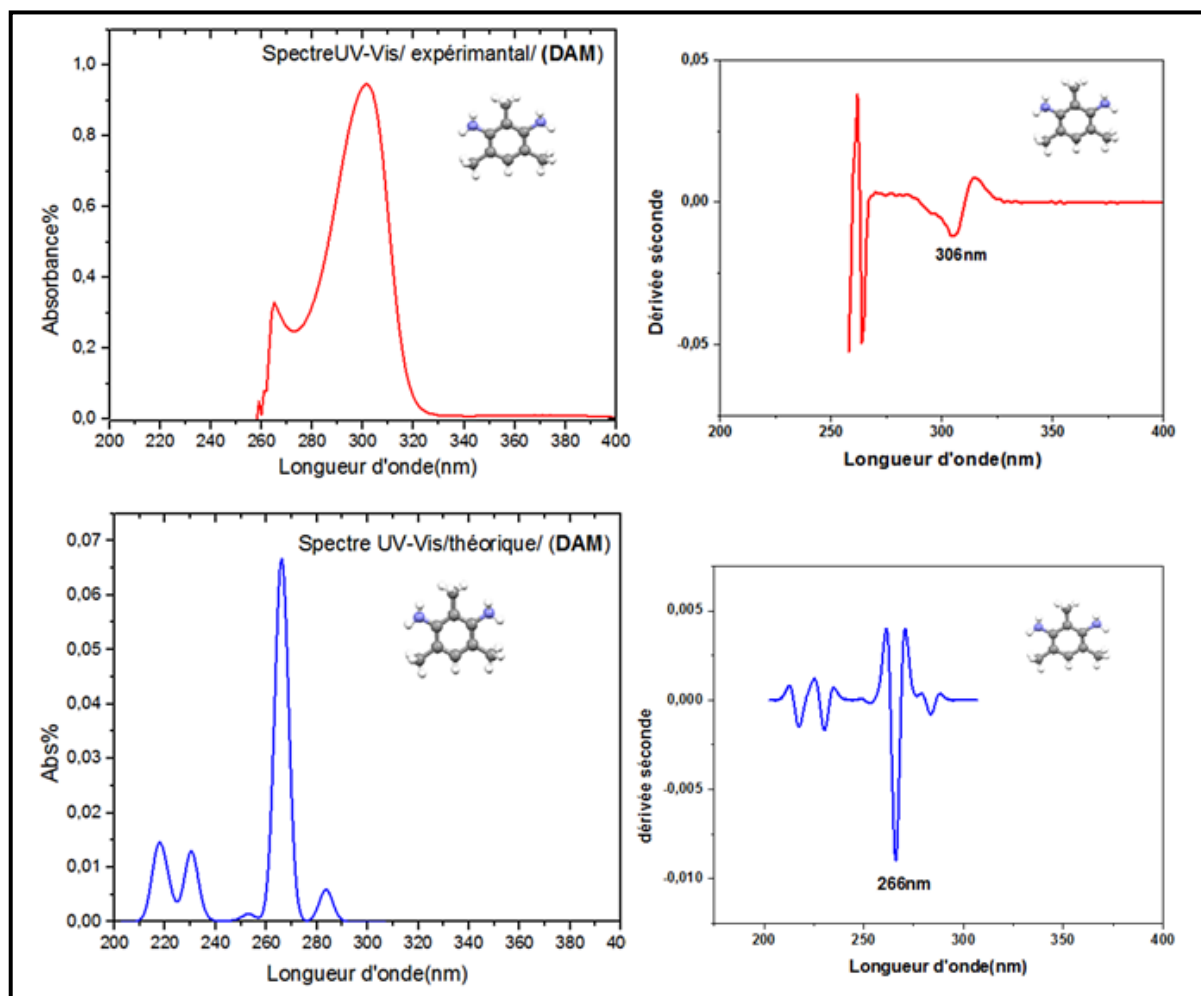 SpectreUV-Vis/ expérimantal/ (DAM)
Absorbance%
1,0
0,8
0,6
0,4
0,2
0,0
200 220 240 260 280 300 320 340 360 380 400
Longueur d'onde(nm)
0,05
0,00
-0,05
Dérivée séconde
306nm
200 250 300 350 400
Longueur d'onde(nm)
Spectre UV-Vis/théorique/ (DAM)
Abs%
0,07
0,06
0,05
0,04
0,03
0,02
0,01
0,00
200 220 240 260 280 300 320 340 360 380 40
Longueur d'onde(nm)
0,005
0,000
-0,005
-0,010
dérivée séconde
266nm
200 250 300 350 400
Longueur d'onde(nm)